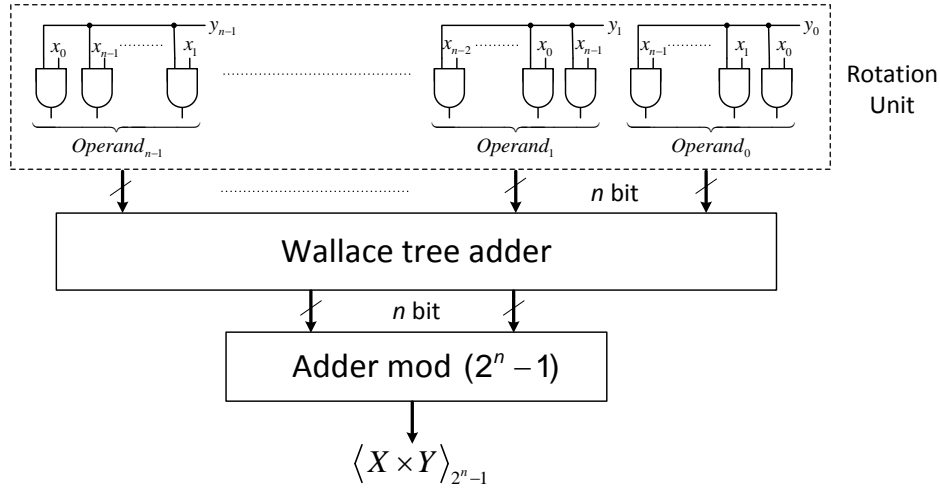 y_{n-1} y_1 y_0
x_0 x_{n-1} ........... x_1 x_{n-2} ........... x_0 x_{n-1} x_{n-1} ........... x_1 x_0
Rotation
Unit
Operand_{n-1} Operand_1 Operand_0
n bit
Wallace tree adder
n bit
Adder mod (2^n − 1)
⟨X × Y⟩_{2^n−1}